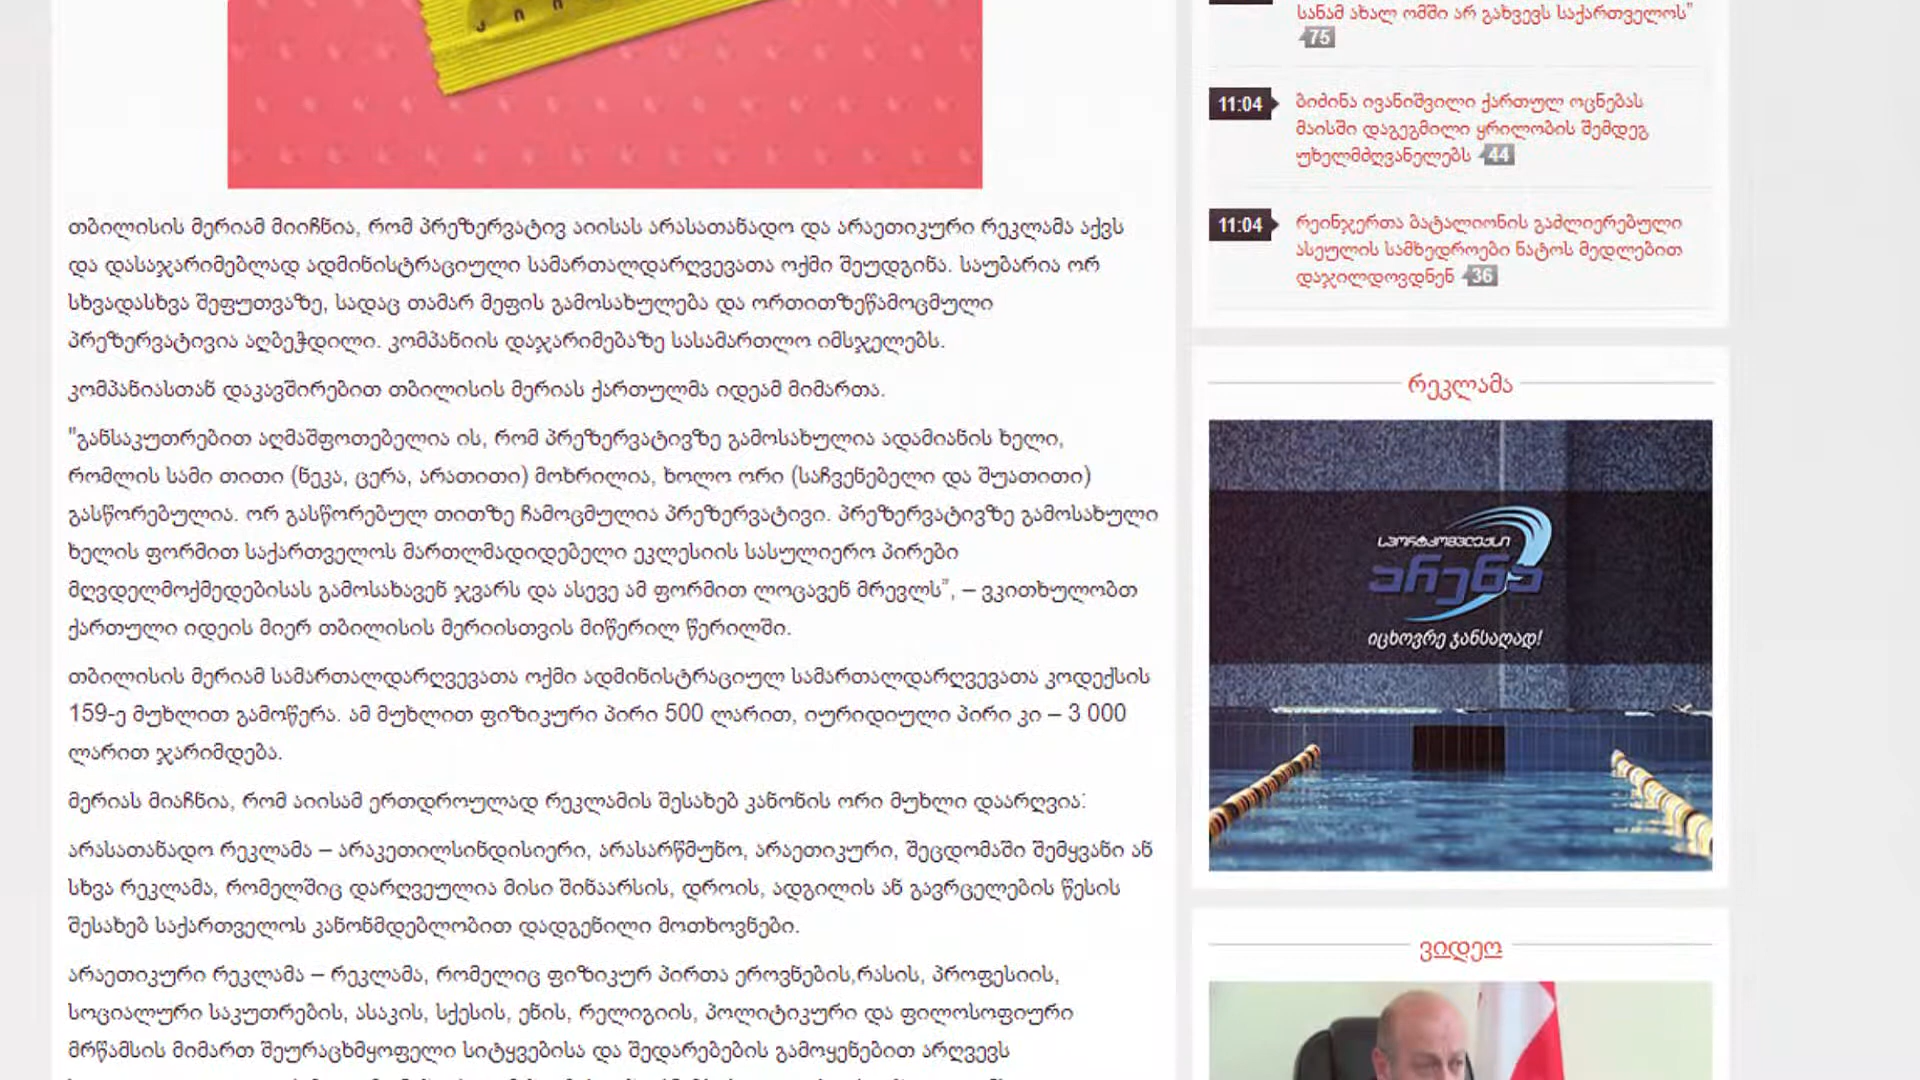 თბილისის მერიამ მიიჩნია, რომ პრეზერვატივ აიისას არასათანადო და არაეთიკური რეკლამა აქვს
და დასაჯარიმებლად ადმინისტრაციული სამართალდარღვევათა ოქმი შეუდგინა. საუბარია ორ
სხვადასხვა შეფუთვაზე, სადაც თამარ მეფის გამოსახულება და ორთითზეწამოცმული
პრეზერვატივია აღბეჭდილი. კომპანიის დაჯარიმებაზე სასამართლო იმსჯელებს.
კომპანიასთან დაკავშირებით თბილისის მერიას ქართულმა იდეამ მიმართა.
"განსაკუთრებით აღმაშფოთებელია ის, რომ პრეზერვატივზე გამოსახულია ადამიანის ხელი,
რომლის სამი თითი (ნეკა, ცერა, არათითი) მოხრილია, ხოლო ორი (საჩვენებელი და შუათითი)
გასწორებულია. ორ გასწორებულ თითზე ჩამოცმულია პრეზერვატივი. პრეზერვატივზე გამოსახული
ხელის ფორმით საქართველოს მართლმადიდებელი ეკლესიის სასულიერო პირები
მღვდელმოქმედებისას გამოსახავენ ჯვარს და ასევე ამ ფორმით ლოცავენ მრევლს”, – ვკითხულობთ
ქართული იდეის მიერ თბილისის მერიისთვის მიწერილ წერილში.
თბილისის მერიამ სამართალდარღვევათა ოქმი ადმინისტრაციულ სამართალდარღვევათა კოდექსის
159-ე მუხლით გამოწერა. ამ მუხლით ფიზიკური პირი 500 ლარით, იურიდიული პირი კი – 3 000
ლარით ჯარიმდება.
მერიას მიაჩნია, რომ აიისამ ერთდროულად რეკლამის შესახებ კანონის ორი მუხლი დაარღვია:
არასათანადო რეკლამა – არაკეთილსინდისიერი, არასარწმუნო, არაეთიკური, შეცდომაში შემყვანი ან
სხვა რეკლამა, რომელშიც დარღვეულია მისი შინაარსის, დროის, ადგილის ან გავრცელების წესის
შესახებ საქართველოს კანონმდებლობით დადგენილი მოთხოვნები.
არაეთიკური რეკლამა – რეკლამა, რომელიც ფიზიკურ პირთა ეროვნების,რასის, პროფესიის,
სოციალური საკუთრების, ასაკის, სქესის, ენის, რელიგიის, პოლიტიკური და ფილოსოფიური
მრწამსის მიმართ შეურაცხმყოფელი სიტყვებისა და შედარებების გამოყენებით არღვევს
სანამ ახალ ომში არ გახვევს საქართველოს”
75
11:04
ბიძინა ივანიშვილი ქართულ ოცნებას
მაისში დაგეგმილი ყრილობის შემდეგ
უხელმძღვანელებს 44
11:04
რეინჯერთა ბატალიონის გაძლიერებული
ასეულის სამხედროები ნატოს მედლებით
დაჯილდოვდნენ 36
რეკლამა
სპორტკომპლექსი
არენა
იცხოვრე ჯანსაღად!
ვიდეო